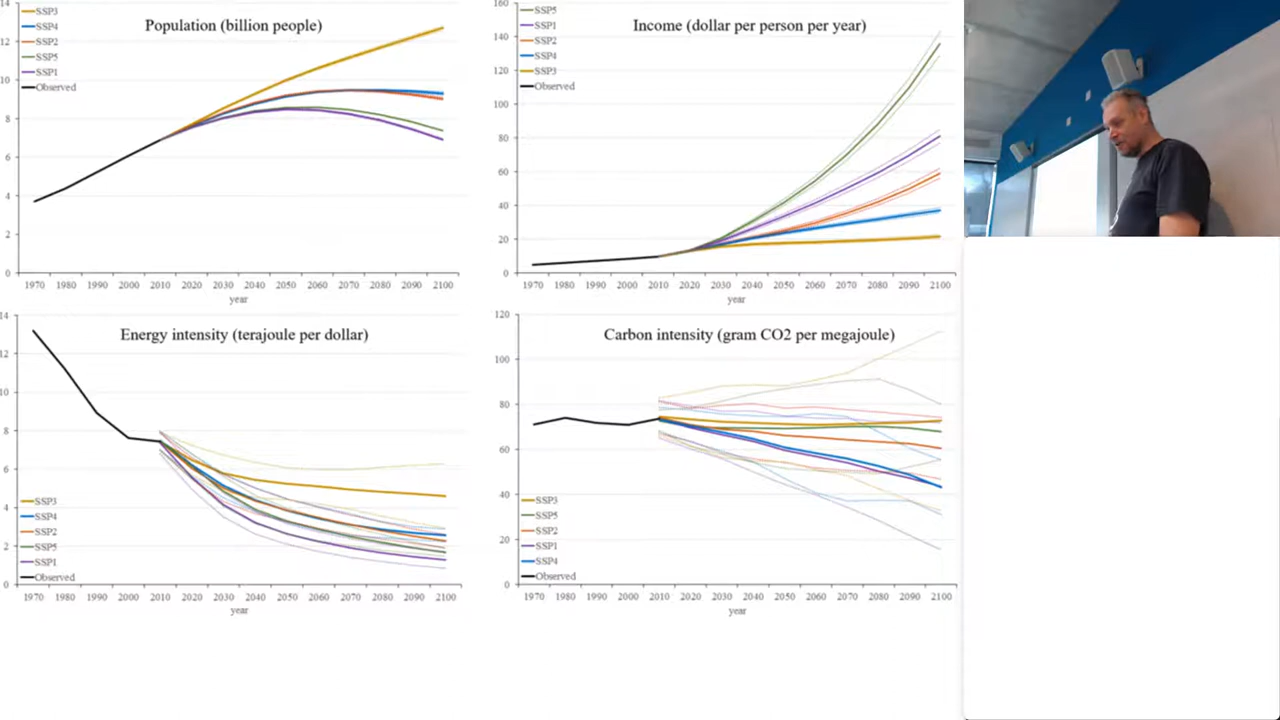 Population (billion people)
14
12
10
8
6
4
2
0
SSP3
SSP4
SSP2
SSP5
SSP1
Observed
1970 1980 1990 2000 2010 2020 2030 2040 2050 2060 2070 2080 2090 2100
year
Income (dollar per person per year)
160
140
120
100
80
60
40
20
0
SSP5
SSP1
SSP2
SSP4
SSP3
Observed
1970 1980 1990 2000 2010 2020 2030 2040 2050 2060 2070 2080 2090 2100
year
Energy intensity (terajoule per dollar)
14
12
10
8
6
4
2
0
SSP3
SSP4
SSP2
SSP5
SSP1
Observed
1970 1980 1990 2000 2010 2020 2030 2040 2050 2060 2070 2080 2090 2100
year
Carbon intensity (gram CO2 per megajoule)
120
100
80
60
40
20
0
SSP3
SSP5
SSP2
SSP1
SSP4
Observed
1970 1980 1990 2000 2010 2020 2030 2040 2050 2060 2070 2080 2090 2100
year